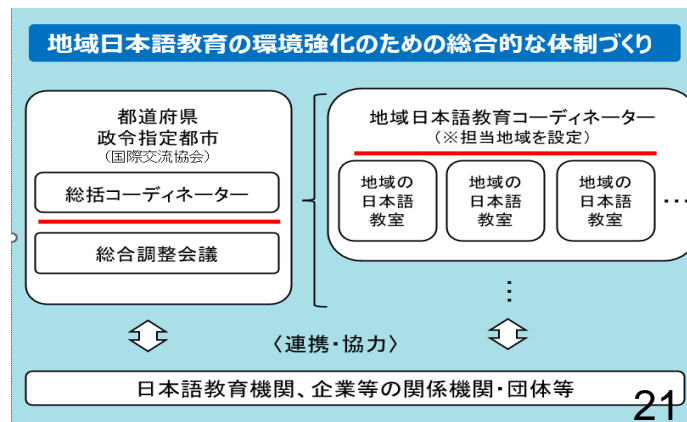 地域日本語教育の環境強化のための総合的な体制づくり
都道府県
政令指定都市
(国際交流協会)
総括コーディネーター
総合調整会議
地域日本語教育コーディネーター
(※担当地域を設定)
地域の
日本語
教室
地域の
日本語
教室
地域の
日本語
教室
…
⋮
〈連携・協力〉
日本語教育機関、企業等の関係機関・団体等
21